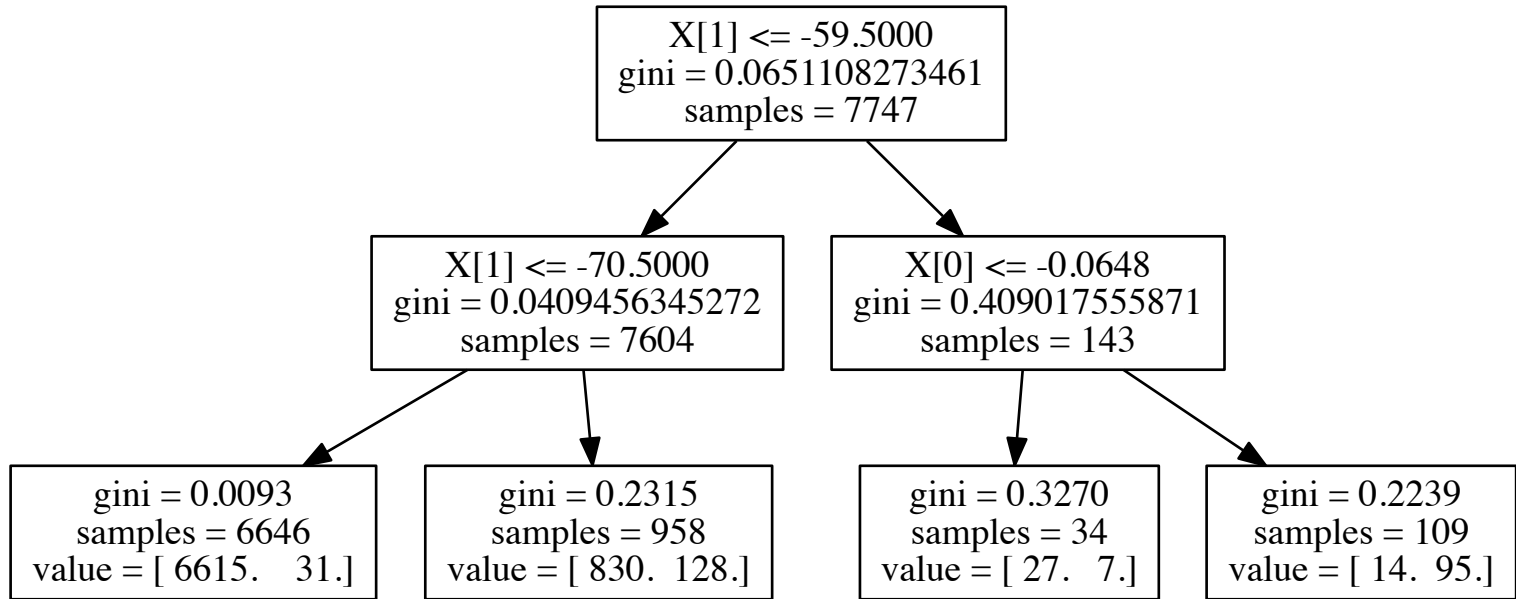 X[1] <= -59.5000
gini = 0.0651108273461
samples = 7747
X[1] <= -70.5000
gini = 0.0409456345272
samples = 7604
X[0] <= -0.0648
gini = 0.409017555871
samples = 143
gini = 0.0093
samples = 6646
value = [ 6615.    31.]
gini = 0.2315
samples = 958
value = [ 830.  128.]
gini = 0.3270
samples = 34
value = [ 27.   7.]
gini = 0.2239
samples = 109
value = [ 14.  95.]